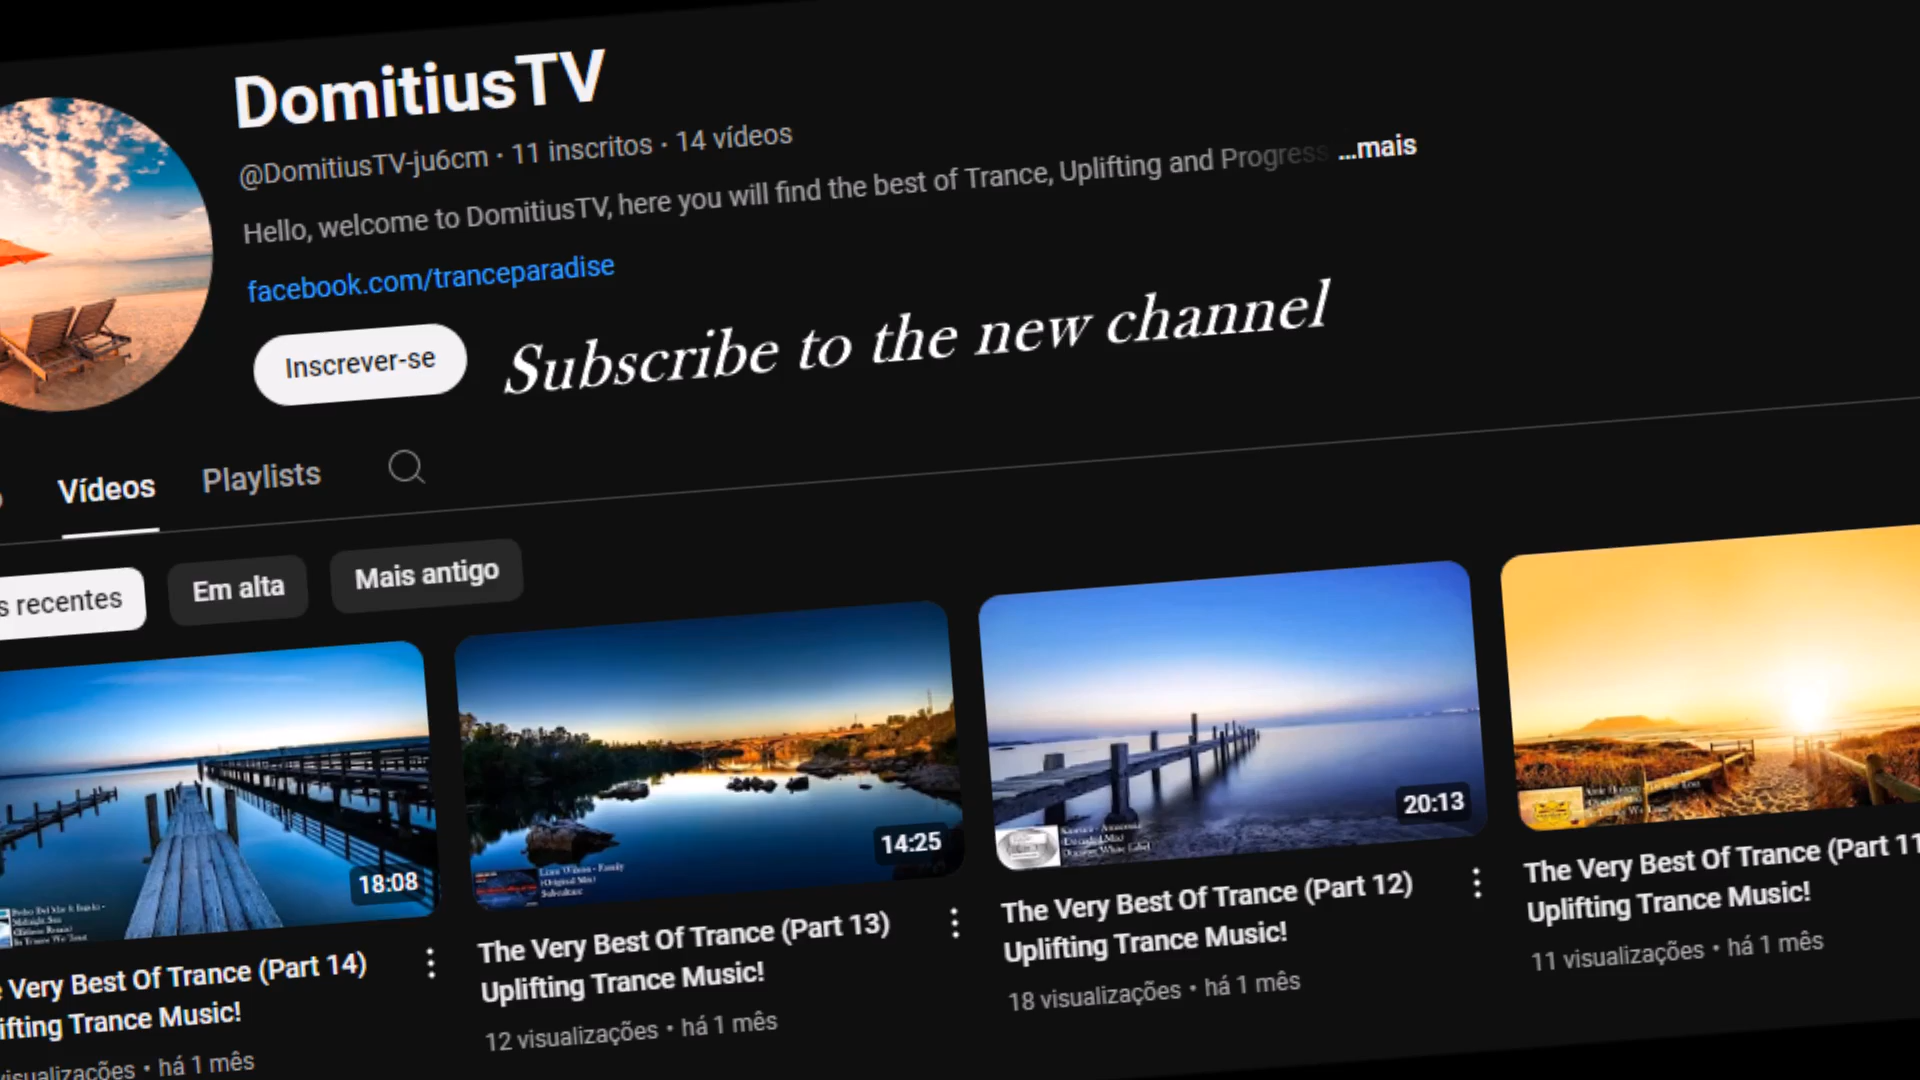 DomitiusTV
@DomitiusTV-ju6cm • 11 inscritos • 14 vídeos
Hello, welcome to DomitiusTV, here you will find the best of Trance, Uplifting and Progress ...mais
facebook.com/tranceparadise
Inscrever-se
Subscribe to the new channel
Vídeos
Playlists
s recentes
Em alta
Mais antigo
18:08
14:25
20:13
Very Best Of Trance (Part 14)
ifting Trance Music!
visualizações • há 1 mês
The Very Best Of Trance (Part 13)
Uplifting Trance Music!
12 visualizações • há 1 mês
The Very Best Of Trance (Part 12)
Uplifting Trance Music!
18 visualizações • há 1 mês
The Very Best Of Trance (Part 11
Uplifting Trance Music!
11 visualizações • há 1 mês